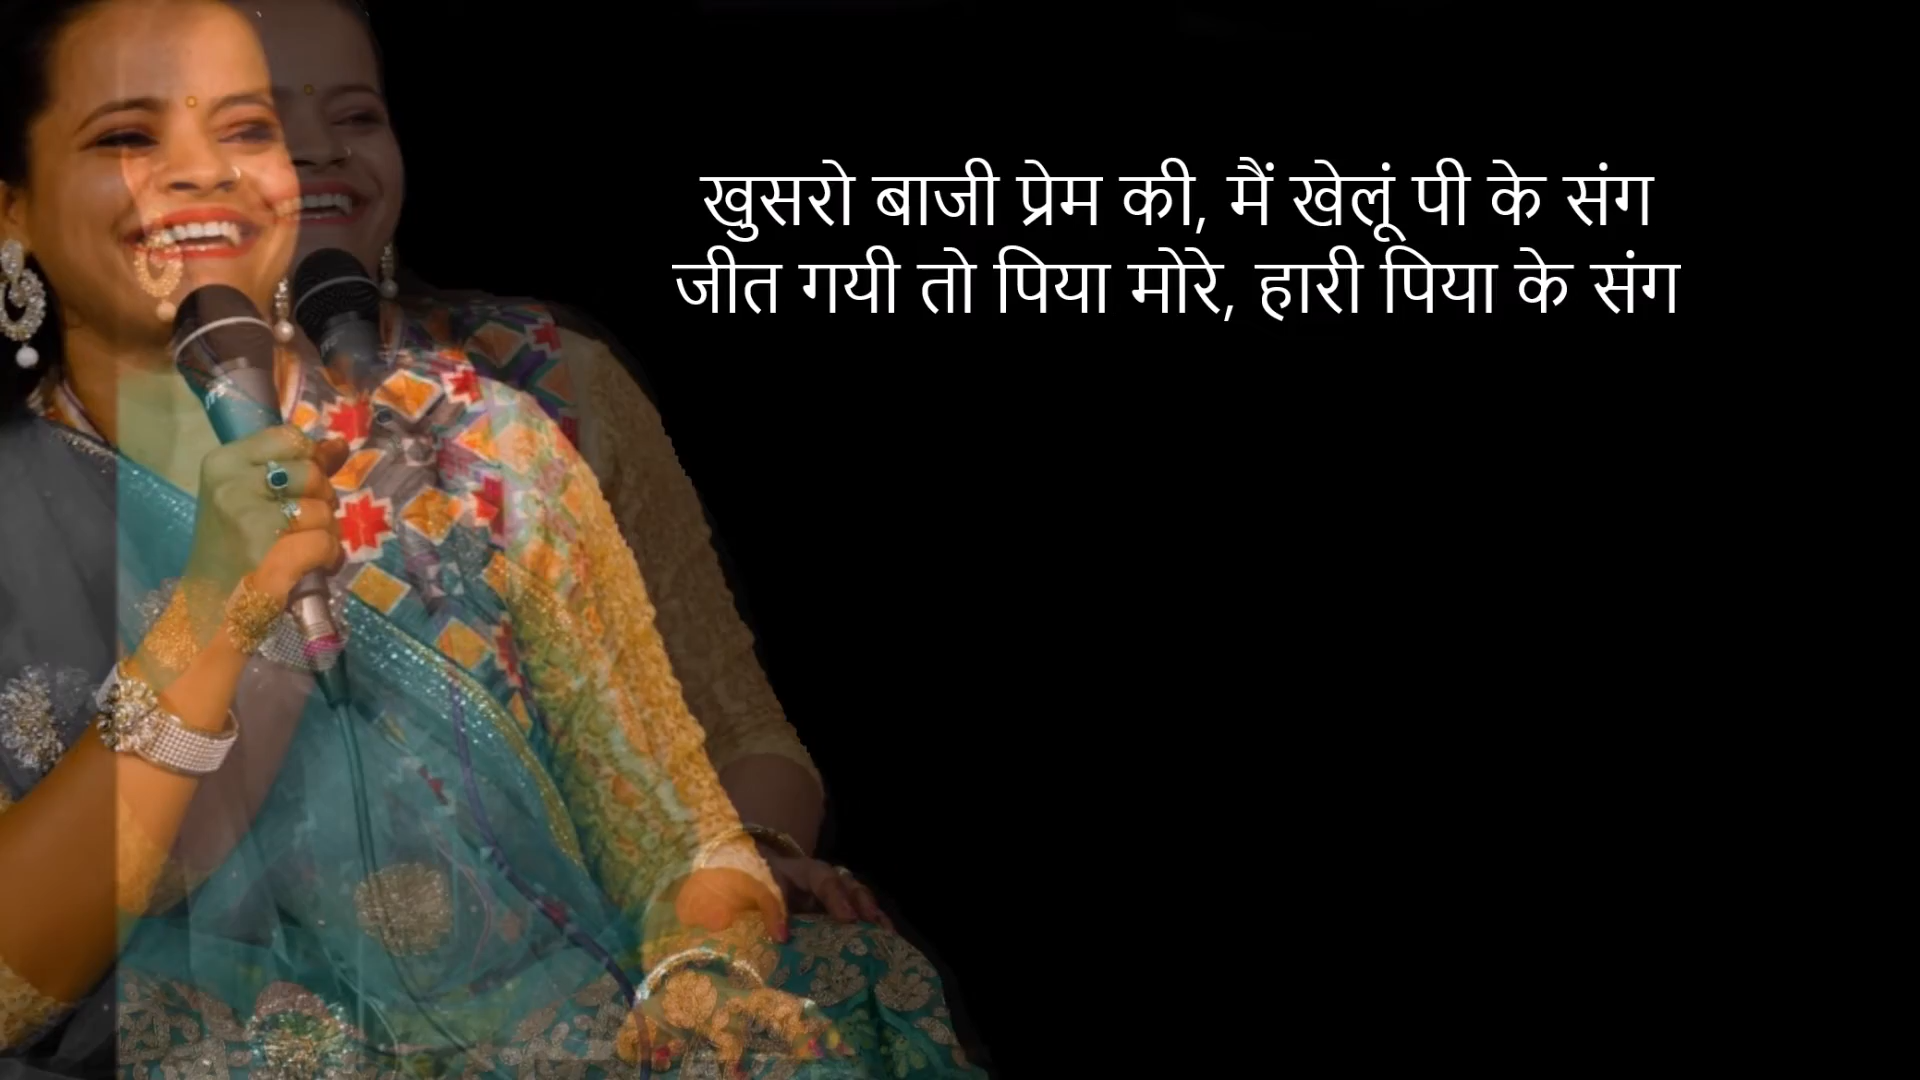 खुसरो बाजी प्रेम की, मैं खेलूं पी के संग
जीत गयी तो पिया मोरे, हारी पिया के संग